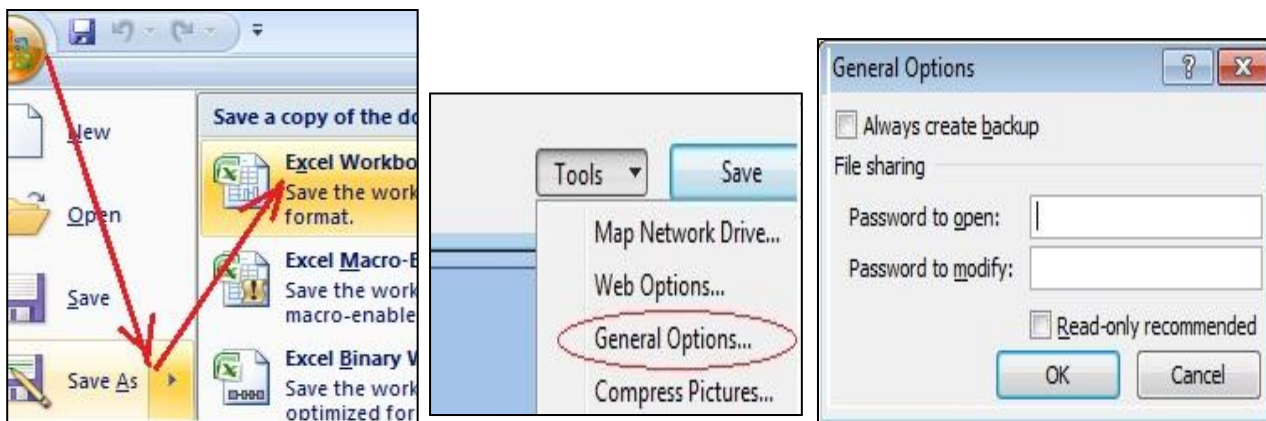 New
Open
Save
Save As
Save a copy of the do
Excel Workbo
Save the work
format.
Excel Macro-E
Save the work
macro-enable
Excel Binary W
Save the work
optimized for
Tools
Save
Map Network Drive...
Web Options...
General Options...
Compress Pictures...
General Options
Always create backup
File sharing
Password to open:
Password to modify:
Read-only recommended
OK
Cancel